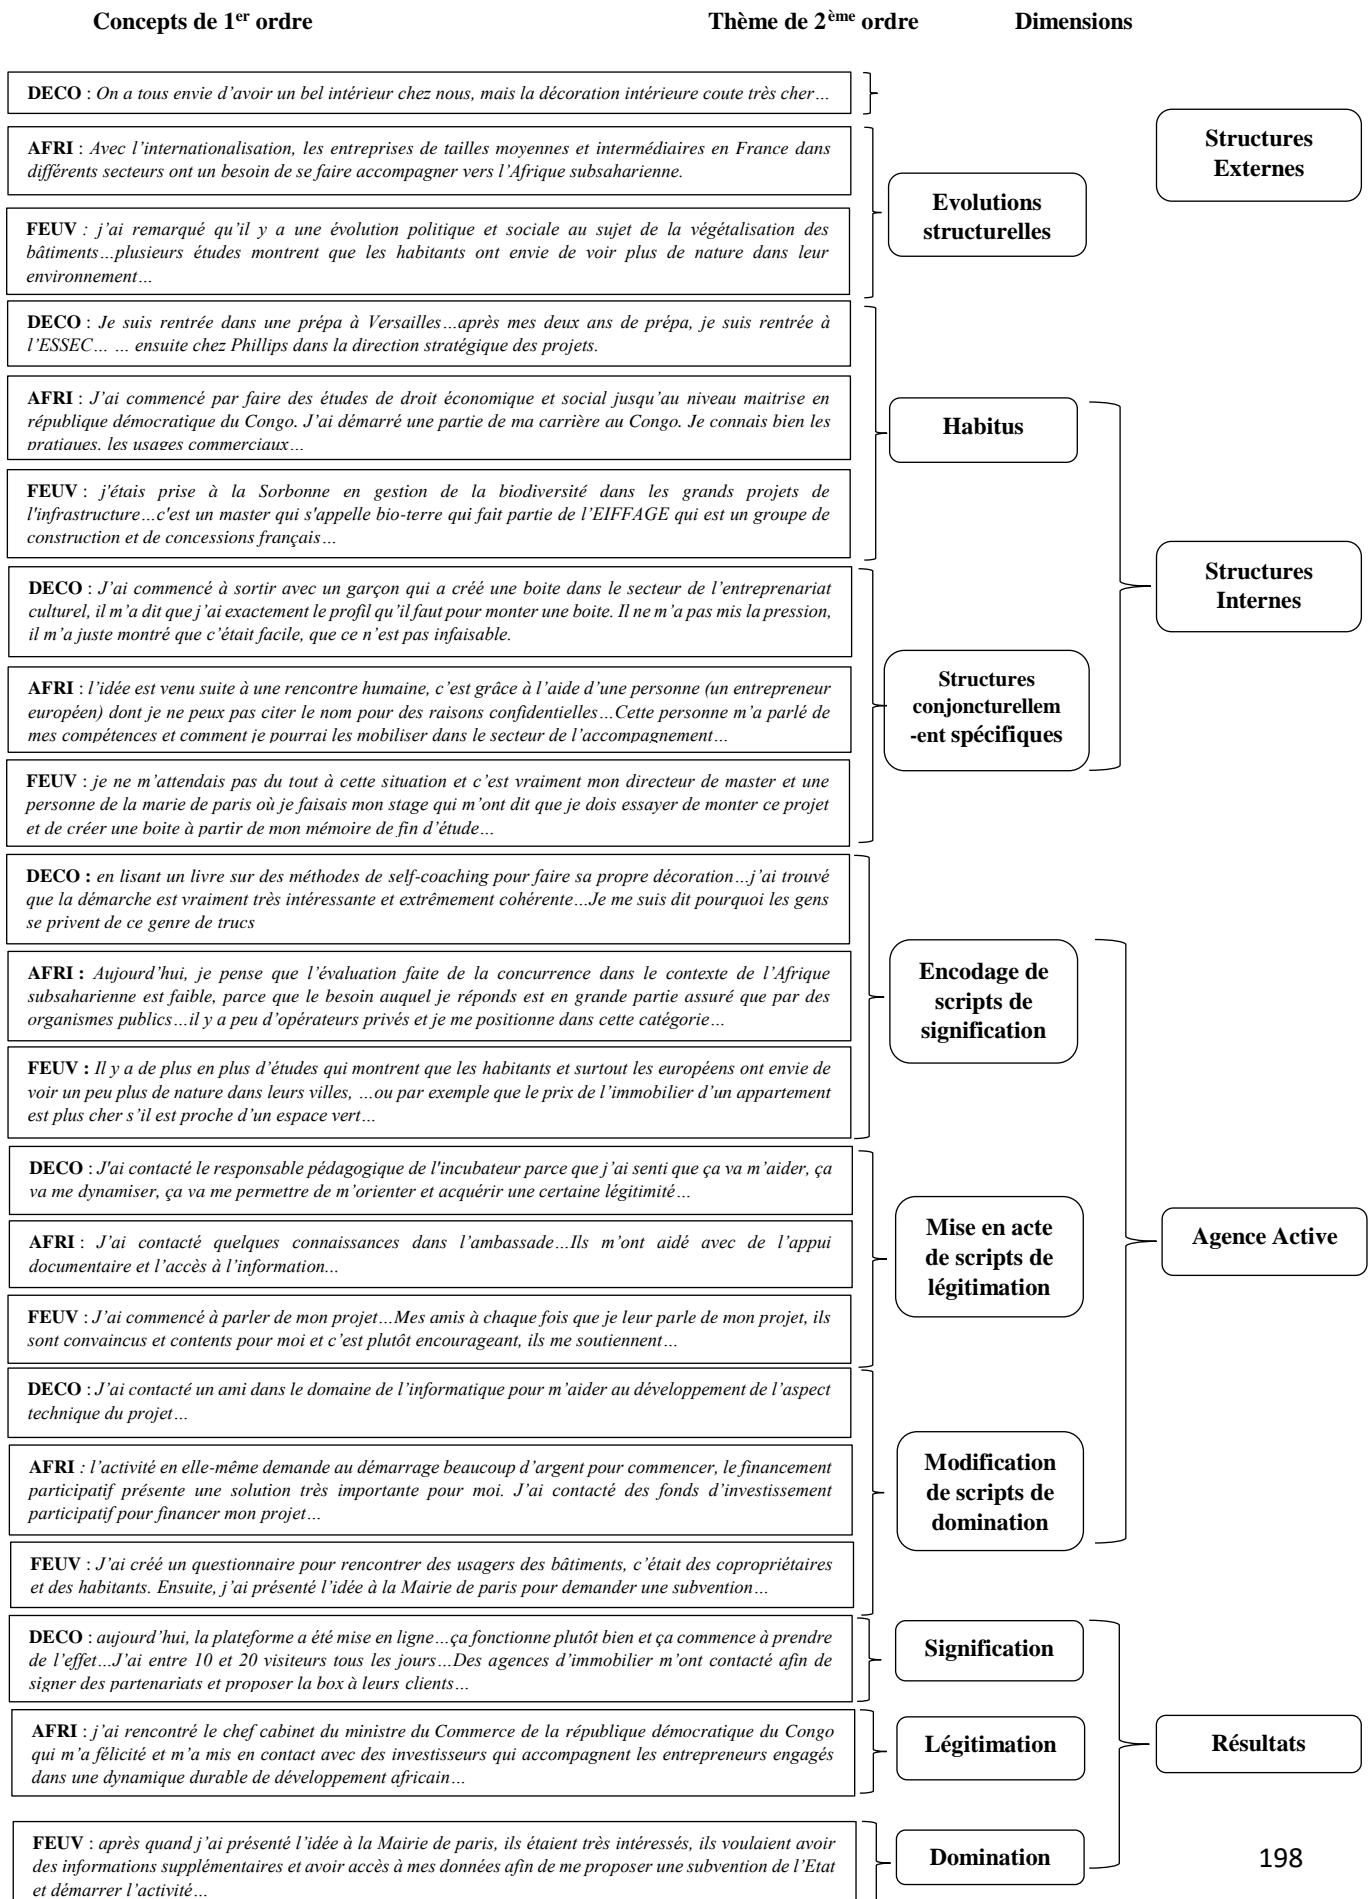 Concepts de 1er ordre
Thème de 2ème ordre
Dimensions
DECO : On a tous envie d’avoir un bel intérieur chez nous, mais la décoration intérieure coute très cher…
AFRI : Avec l’internationalisation, les entreprises de tailles moyennes et intermédiaires en France dans
différents secteurs ont un besoin de se faire accompagner vers l’Afrique subsaharienne.
FEUV : j’ai remarqué qu’il y a une évolution politique et sociale au sujet de la végétalisation des
bâtiments…plusieurs études montrent que les habitants ont envie de voir plus de nature dans leur
environnement…
Evolutions
structurelles
Structures
Externes
DECO : Je suis rentrée dans une prépa à Versailles…après mes deux ans de prépa, je suis rentrée à
l’ESSEC… … ensuite chez Phillips dans la direction stratégique des projets.
AFRI : J’ai commencé par faire des études de droit économique et social jusqu’au niveau maitrise en
république démocratique du Congo. J’ai démarré une partie de ma carrière au Congo. Je connais bien les
pratiques, les usages commerciaux…
FEUV : j'étais prise à la Sorbonne en gestion de la biodiversité dans les grands projets de
l'infrastructure…c'est un master qui s'appelle bio-terre qui fait partie de l’EIFFAGE qui est un groupe de
construction et de concessions français…
Habitus
DECO : J’ai commencé à sortir avec un garçon qui a créé une boite dans le secteur de l’entreprenariat
culturel, il m’a dit que j’ai exactement le profil qu’il faut pour monter une boite. Il ne m’a pas mis la pression,
il m’a juste montré que c’était facile, que ce n’est pas infaisable.
AFRI : l’idée est venu suite à une rencontre humaine, c’est grâce à l’aide d’une personne (un entrepreneur
européen) dont je ne peux pas citer le nom pour des raisons confidentielles…Cette personne m’a parlé de
mes compétences et comment je pourrai les mobiliser dans le secteur de l’accompagnement…
FEUV : je ne m’attendais pas du tout à cette situation et c’est vraiment mon directeur de master et une
personne de la marie de paris où je faisais mon stage qui m’ont dit que je dois essayer de monter ce projet
et de créer une boite à partir de mon mémoire de fin d’étude…
Structures
conjoncturellem
-ent spécifiques
Structures
Internes
DECO : en lisant un livre sur des méthodes de self-coaching pour faire sa propre décoration…j’ai trouvé
que la démarche est vraiment très intéressante et extrêmement cohérente…Je me suis dit pourquoi les gens
se privent de ce genre de trucs
AFRI : Aujourd’hui, je pense que l’évaluation faite de la concurrence dans le contexte de l’Afrique
subsaharienne est faible, parce que le besoin auquel je réponds est en grande partie assuré que par des
organismes publics…il y a peu d’opérateurs privés et je me positionne dans cette catégorie…
FEUV : Il y a de plus en plus d’études qui montrent que les habitants et surtout les européens ont envie de
voir un peu plus de nature dans leurs villes, …ou par exemple que le prix de l’immobilier d’un appartement
est plus cher s’il est proche d’un espace vert…
Encodage de
scripts de
signification
DECO : J'ai contacté le responsable pédagogique de l'incubateur parce que j’ai senti que ça va m’aider, ça
va me dynamiser, ça va me permettre de m’orienter et acquérir une certaine légitimité…
AFRI : J’ai contacté quelques connaissances dans l’ambassade…Ils m’ont aidé avec de l’appui
documentaire et l’accès à l’information...
FEUV : J’ai commencé à parler de mon projet…Mes amis à chaque fois que je leur parle de mon projet, ils
sont convaincus et contents pour moi et c’est plutôt encourageant, ils me soutiennent…
Mise en acte
de scripts de
légitimation
Agence Active
DECO : J’ai contacté un ami dans le domaine de l’informatique pour m’aider au développement de l’aspect
technique du projet…
AFRI : l’activité en elle-même demande au démarrage beaucoup d’argent pour commencer, le financement
participatif présente une solution très importante pour moi. J’ai contacté des fonds d’investissement
participatif pour financer mon projet…
FEUV : J’ai créé un questionnaire pour rencontrer des usagers des bâtiments, c’était des copropriétaires
et des habitants. Ensuite, j’ai présenté l’idée à la Mairie de paris pour demander une subvention…
Modification
de scripts de
domination
DECO : aujourd’hui, la plateforme a été mise en ligne…ça fonctionne plutôt bien et ça commence à prendre
de l’effet…J’ai entre 10 et 20 visiteurs tous les jours…Des agences d’immobilier m’ont contacté afin de
signer des partenariats et proposer la box à leurs clients…
Signification
AFRI : j’ai rencontré le chef cabinet du ministre du Commerce de la république démocratique du Congo
qui m’a félicité et m’a mis en contact avec des investisseurs qui accompagnent les entrepreneurs engagés
dans une dynamique durable de développement africain…
Légitimation
Résultats
FEUV : après quand j’ai présenté l’idée à la Mairie de paris, ils étaient très intéressés, ils voulaient avoir
des informations supplémentaires et avoir accès à mes données afin de me proposer une subvention de l’Etat
et démarrer l’activité…
Domination
198